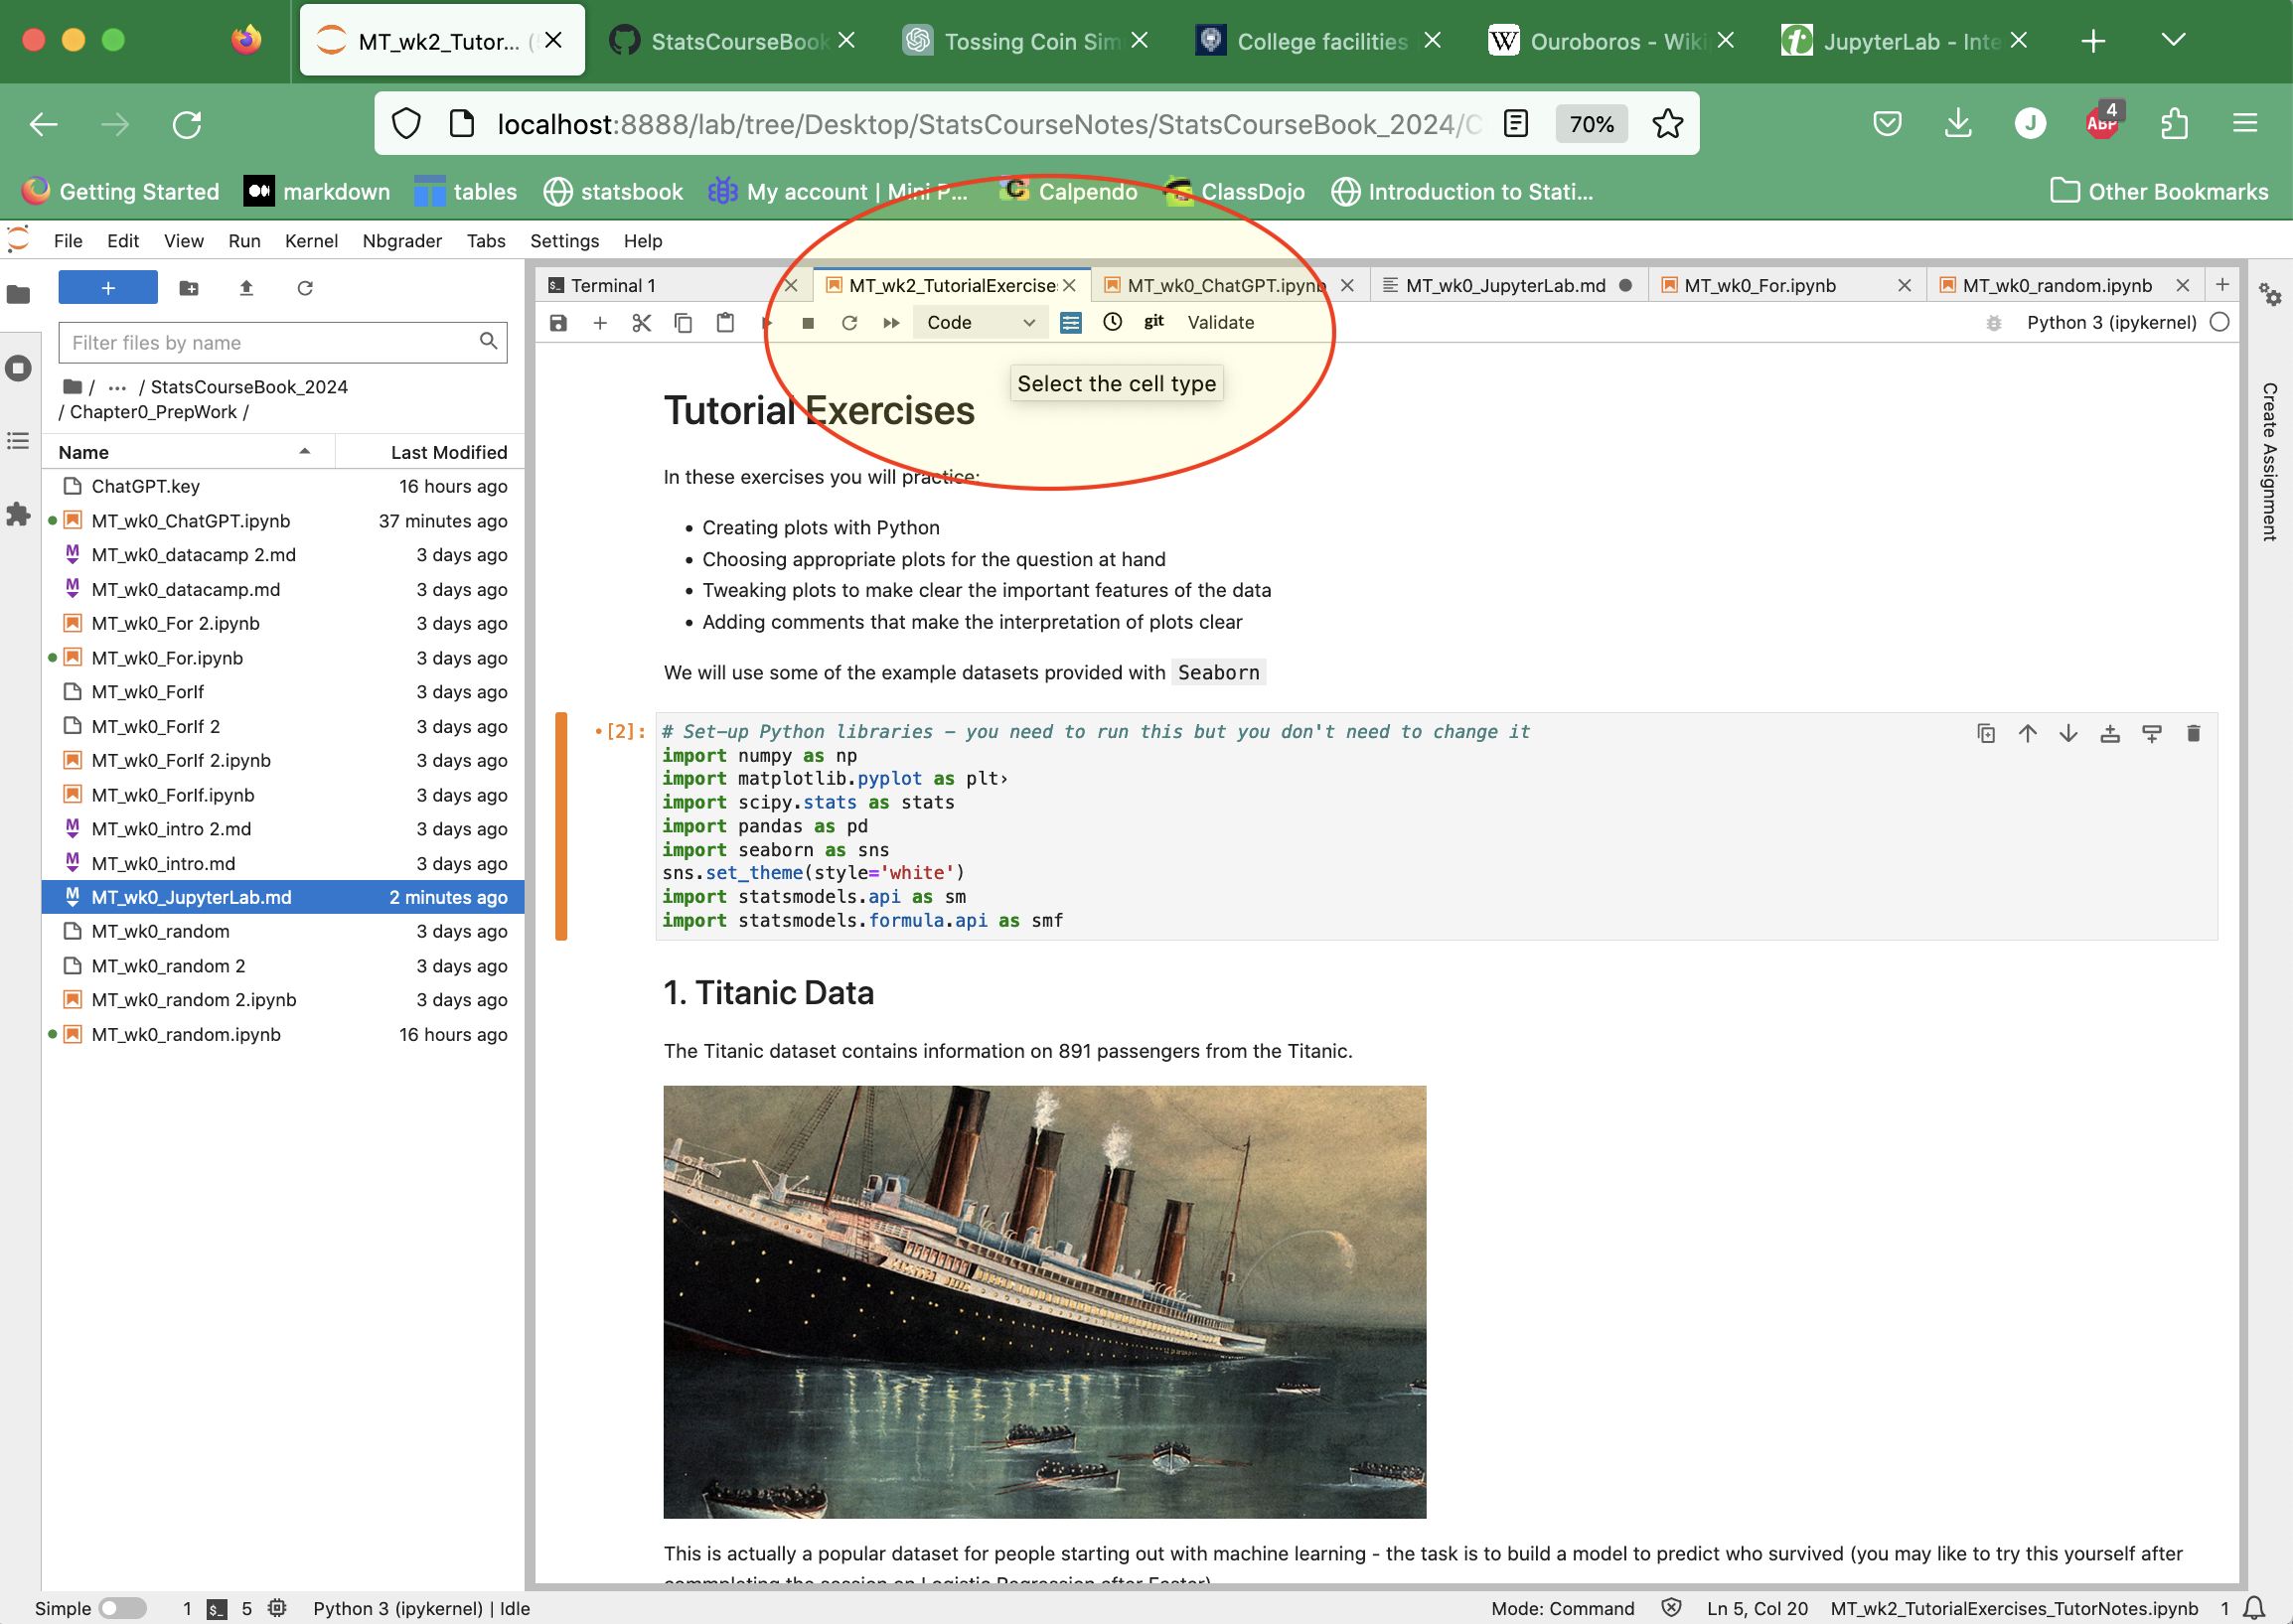 MT_wk2_Tutor... (
StatsCourseBook
Tossing Coin Sim
College facilities
W Ouroboros - Wiki
JupyterLab - Inte
localhost:8888/lab/tree/Desktop/StatsCourseNotes/StatsCourseBook_2024/C
70%
J
ABP
4
Getting Started
markdown
tables
statsbook
My account | Mini P...
C Calpendo
ClassDojo
Introduction to Stati...
Other Bookmarks
File Edit View Run Kernel Nbgrader Tabs Settings Help
Terminal 1
MT_wk2_TutorialExercise
MT_wk0_ChatGPT.ipynb
MT_wk0_JupyterLab.md
MT_wk0_For.ipynb
MT_wk0_random.ipynb
Code
git
Validate
Python 3 (ipykernel)
Select the cell type
Filter files by name
/ ... / StatsCourseBook_2024
/ Chapter0_PrepWork /
Name Last Modified
ChatGPT.key 16 hours ago
MT_wk0_ChatGPT.ipynb 37 minutes ago
MT_wk0_datacamp 2.md 3 days ago
MT_wk0_datacamp.md 3 days ago
MT_wk0_For 2.ipynb 3 days ago
MT_wk0_For.ipynb 3 days ago
MT_wk0_ForIf 3 days ago
MT_wk0_ForIf 2 3 days ago
MT_wk0_ForIf 2.ipynb 3 days ago
MT_wk0_ForIf.ipynb 3 days ago
MT_wk0_intro 2.md 3 days ago
MT_wk0_intro.md 3 days ago
MT_wk0_JupyterLab.md 2 minutes ago
MT_wk0_random 3 days ago
MT_wk0_random 2 3 days ago
MT_wk0_random 2.ipynb 3 days ago
MT_wk0_random.ipynb 16 hours ago
Tutorial Exercises
In these exercises you will practice:
• Creating plots with Python
• Choosing appropriate plots for the question at hand
• Tweaking plots to make clear the important features of the data
• Adding comments that make the interpretation of plots clear
We will use some of the example datasets provided with Seaborn
•[2]:
# Set-up Python libraries - you need to run this but you don't need to change it
import numpy as np
import matplotlib.pyplot as plt›
import scipy.stats as stats
import pandas as pd
import seaborn as sns
sns.set_theme(style='white')
import statsmodels.api as sm
import statsmodels.formula.api as smf
1. Titanic Data
The Titanic dataset contains information on 891 passengers from the Titanic.
This is actually a popular dataset for people starting out with machine learning - the task is to build a model to predict who survived (you may like to try this yourself after
commpleting the session on Logistic Regression after Easter)
Create Assignment
Simple 1 5 Python 3 (ipykernel) | Idle
Mode: Command Ln 5, Col 20 MT_wk2_TutorialExercises_TutorNotes.ipynb 1